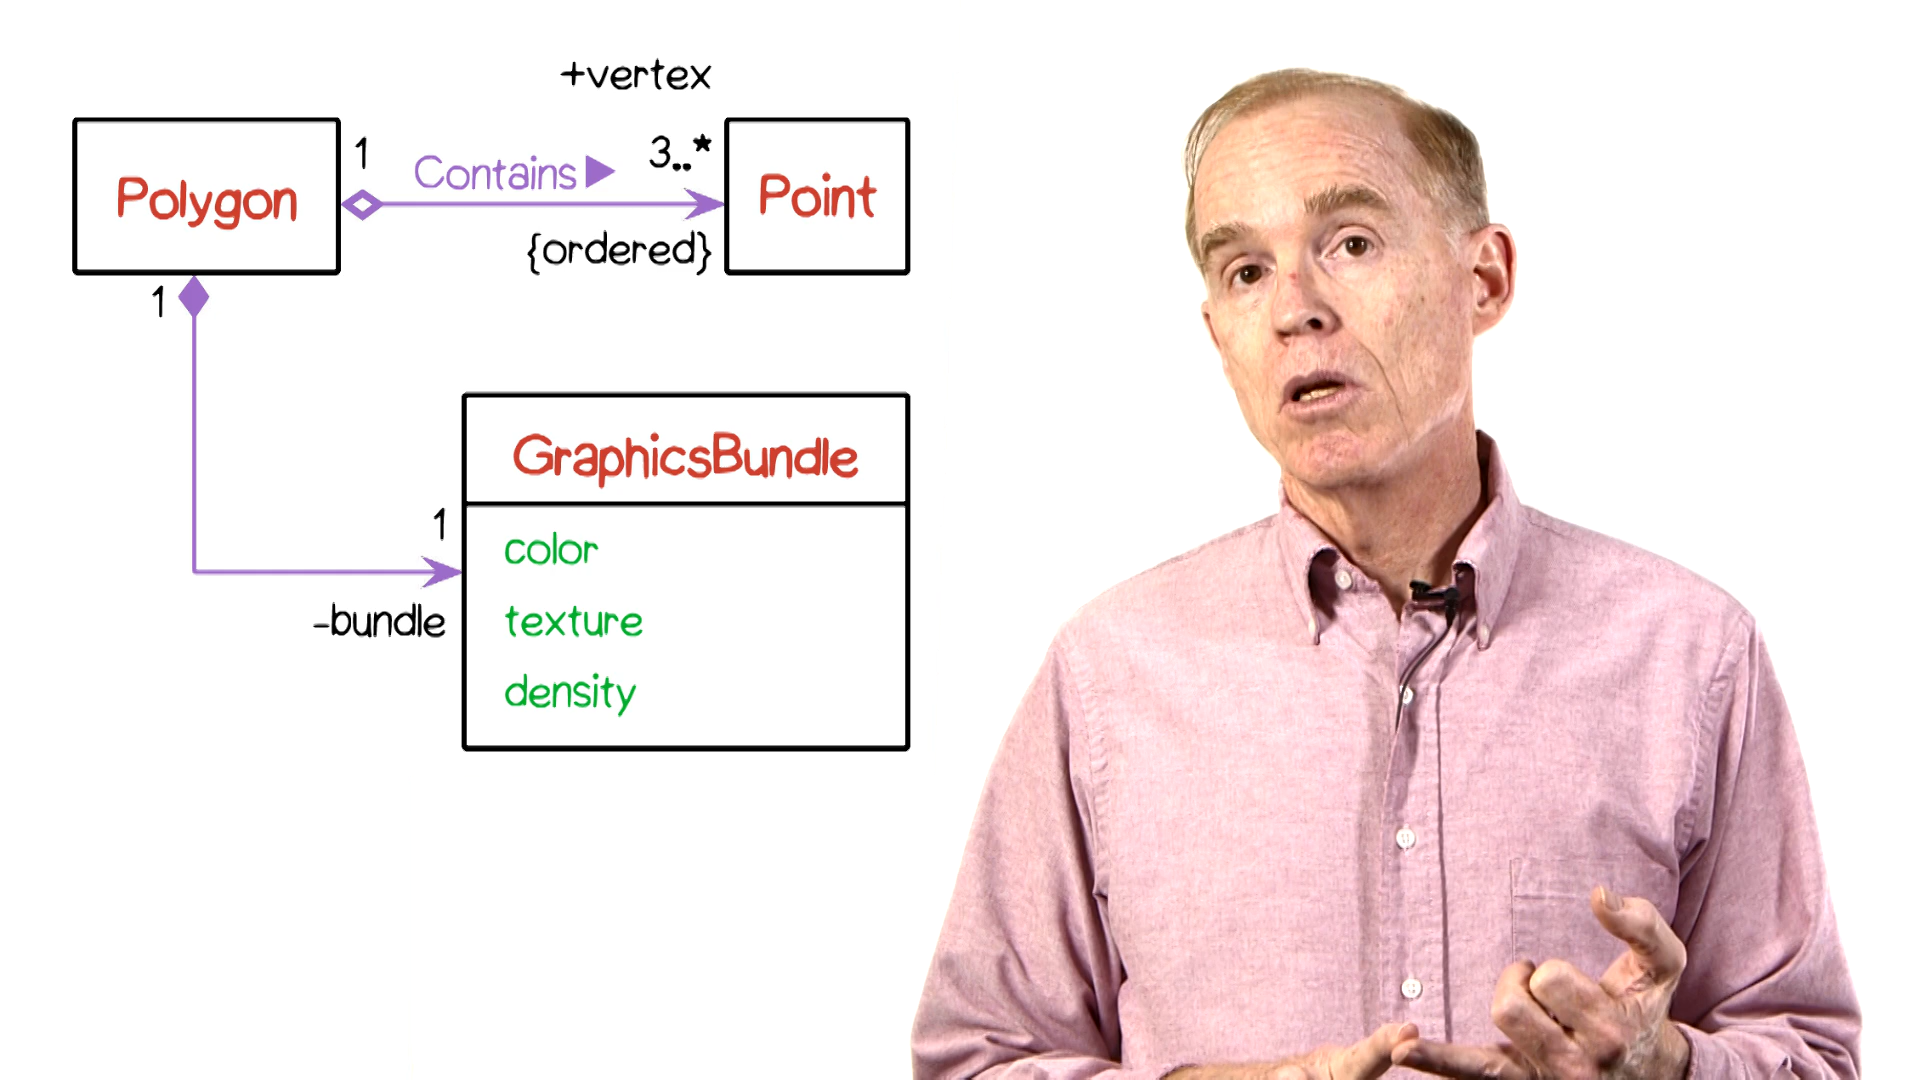 +vertex
1
3..*
Contains ▶
Polygon
Point
{ordered}
1
GraphicsBundle
1
color
-bundle
texture
density